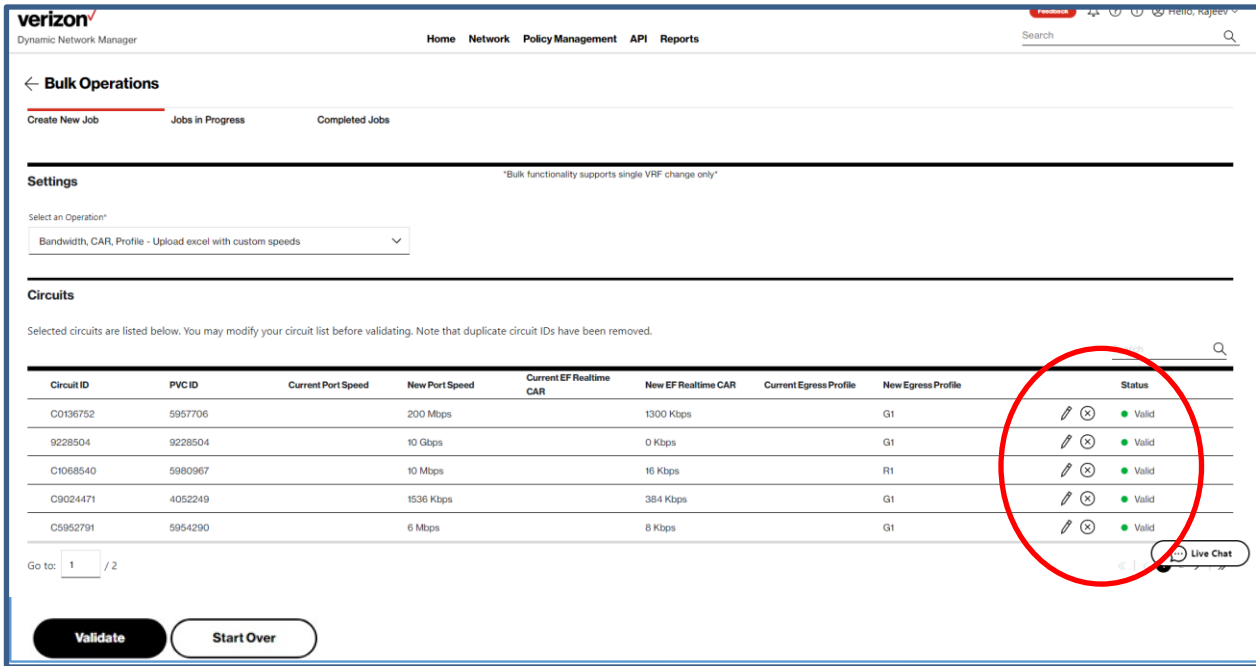 verizon
Feedback Hello, Rajeev
Dynamic Network Manager
Home Network Policy Management API Reports
Search
Bulk Operations
Create New Job Jobs in Progress Completed Jobs
Settings
*Bulk functionality supports single VRF change only*
Select an Operation*
Bandwidth, CAR, Profile - Upload excel with custom speeds
Circuits
Selected circuits are listed below. You may modify your circuit list before validating. Note that duplicate circuit IDs have been removed.
Search
Circuit ID PVC ID Current Port Speed New Port Speed Current EF Realtime CAR New EF Realtime CAR Current Egress Profile New Egress Profile Status
C0136752 5957706 200 Mbps 1300 Kbps G1 Valid
9228504 9228504 10 Gbps 0 Kbps G1 Valid
C1068540 5980967 10 Mbps 16 Kbps R1 Valid
C9024471 4052249 1536 Kbps 384 Kbps G1 Valid
C5952791 5954290 6 Mbps 8 Kbps G1 Valid
Go to: 1 / 2
Live Chat
Validate Start Over